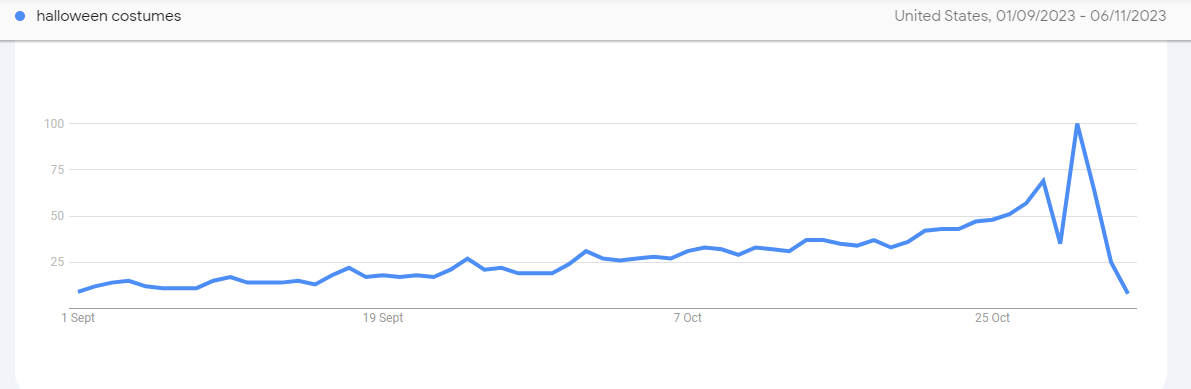 halloween costumes
United States, 01/09/2023 - 06/11/2023
100
75
50
25
1 Sept
19 Sept
7 Oct
25 Oct